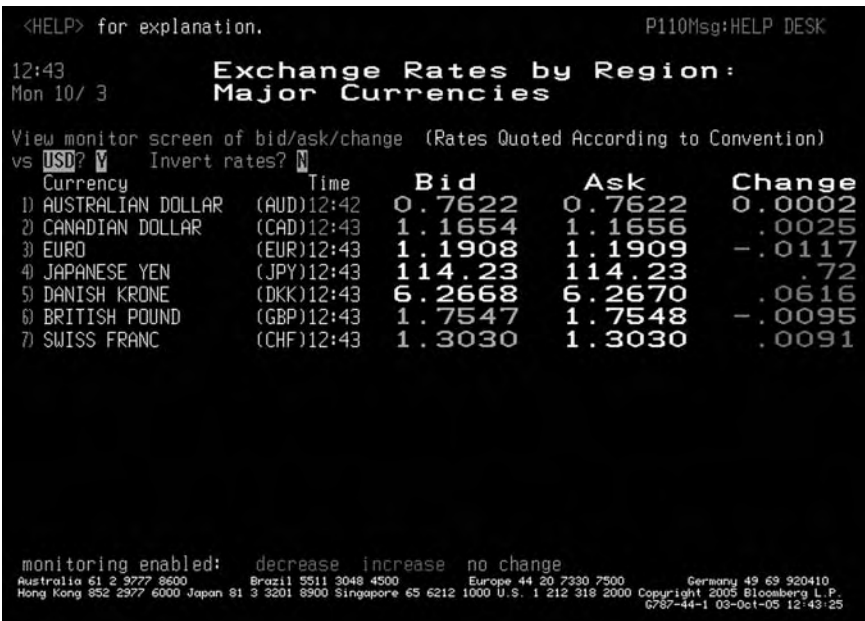 <HELP> for explanation. P110Msg:HELP DESK
12:43 Exchange Rates by Region:
Mon 10/ 3 Major Currencies
View monitor screen of bid/ask/change (Rates Quoted According to Convention)
vs USD? Y Invert rates? N
Currency Time Bid Ask Change
1) AUSTRALIAN DOLLAR (AUD)12:42 0.7622 0.7622 0.0002
2) CANADIAN DOLLAR (CAD)12:43 1.1654 1.1656 .0025
3) EURO (EUR)12:43 1.1908 1.1909 -.0117
4) JAPANESE YEN (JPY)12:43 114.23 114.23 .72
5) DANISH KRONE (DKK)12:43 6.2668 6.2670 .0616
6) BRITISH POUND (GBP)12:43 1.7547 1.7548 -.0095
7) SWISS FRANC (CHF)12:43 1.3030 1.3030 .0091
monitoring enabled: decrease increase no change
Australia 61 2 9777 8600 Brazil 5511 3048 4500 Europe 44 20 7330 7500 Germany 49 69 920410
Hong Kong 852 2977 6000 Japan 81 3 3201 8900 Singapore 65 6212 1000 U.S. 1 212 318 2000 Copyright 2005 Bloomberg L.P.
G787-44-1 03-Oct-05 12:43:25